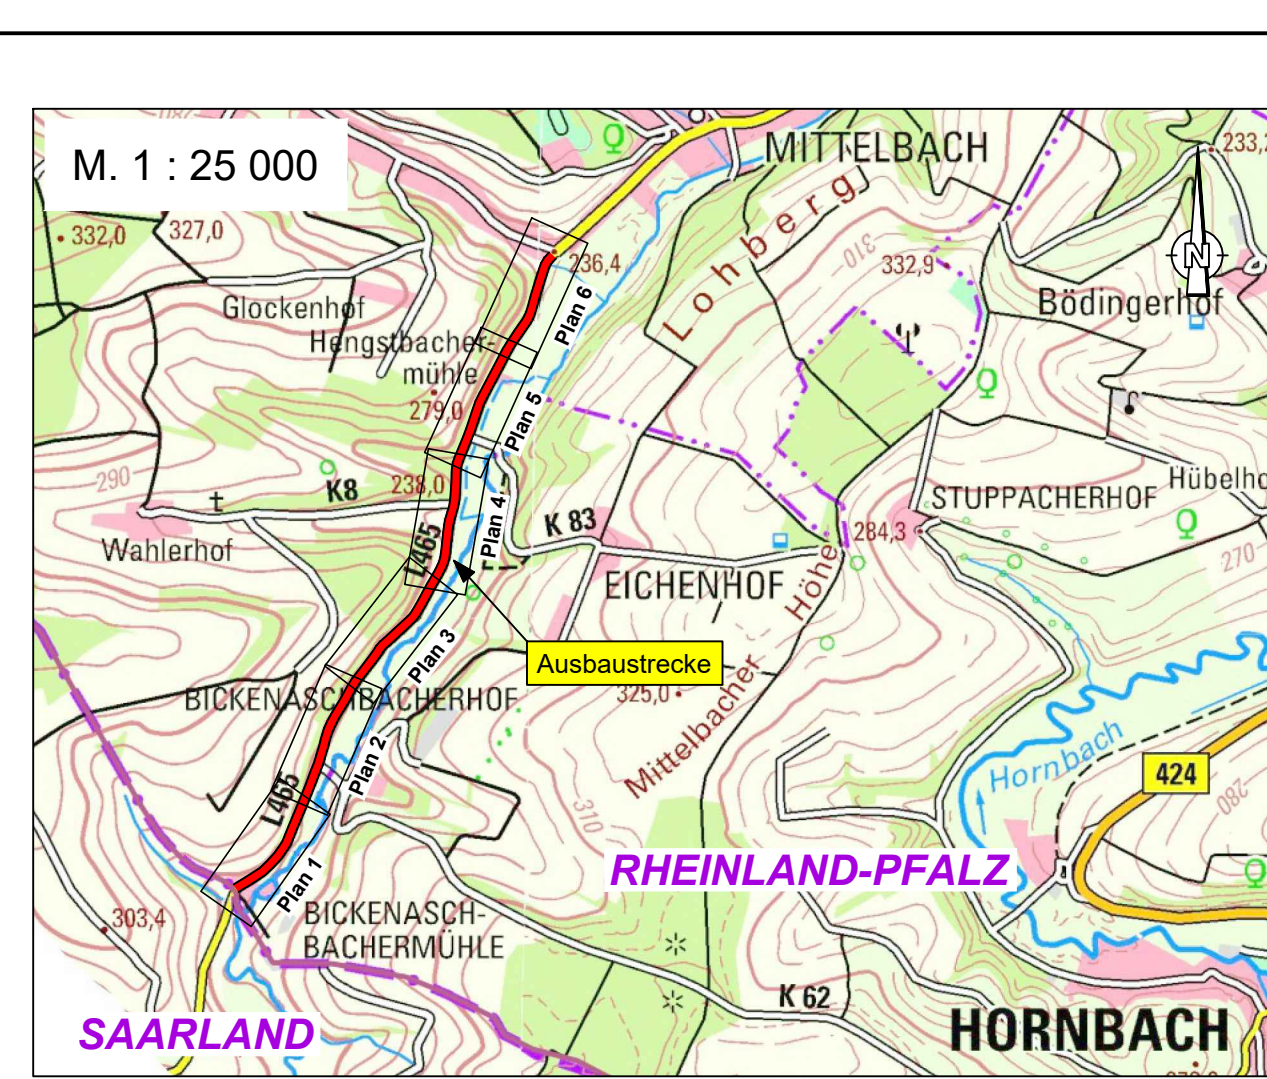 M. 1 : 25 000
MITTELBACH
233,2
332,0
327,0
Lohberg
310
332,9
236,4
Glockenhof
Bödingerhof
Plan 6
N
Hengstbacher-
mühle
279,0
Plan 5
290
K8
238,0
Plan 4
K 83
STUPPACHERHOF
Hübelho
Wahlerhof
L465
284,3
270
EICHENHOF
Plan 3
Ausbaustrecke
325,0
Mittelbacher Höhe
BICKENASCHBACHERHOF
Plan 2
Hornbach
424
280
L465
310
RHEINLAND-PFALZ
Plan 1
303,4
BICKENASCH-
BACHERMÜHLE
K 62
SAARLAND
HORNBACH